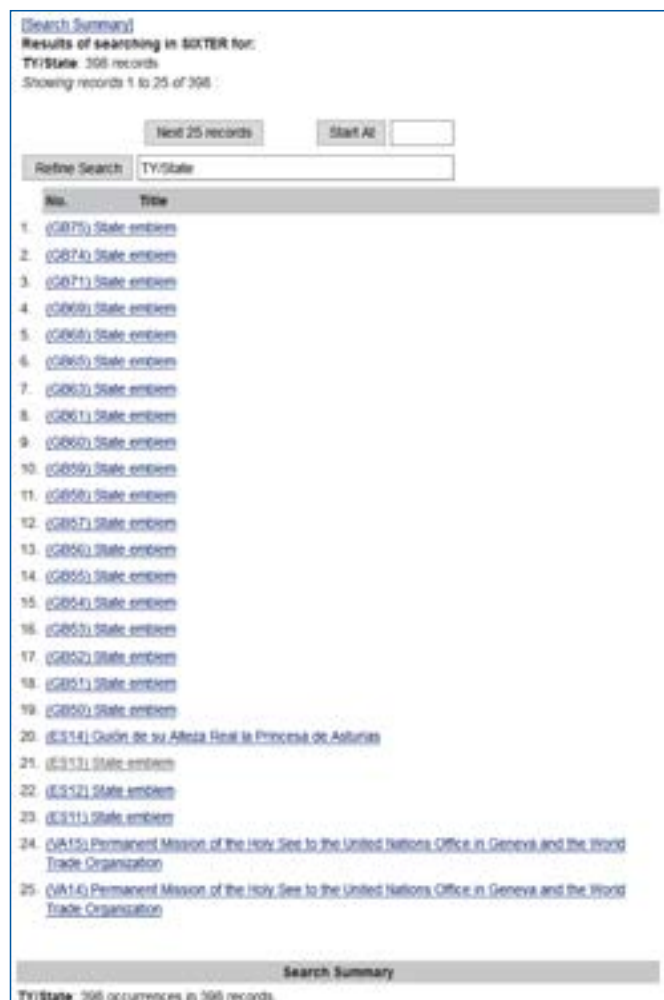 [Search Summary]
Results of searching in SIXTER for:
TY/State: 398 records
Showing records 1 to 25 of 398 :
Next 25 records Start At
Refine Search TY/State
No. Title
1. (GB75) State emblem
2. (GB74) State emblem
3. (GB71) State emblem
4. (GB69) State emblem
5. (GB68) State emblem
6. (GB65) State emblem
7. (GB63) State emblem
8. (GB61) State emblem
9. (GB60) State emblem
10. (GB59) State emblem
11. (GB58) State emblem
12. (GB57) State emblem
13. (GB56) State emblem
14. (GB55) State emblem
15. (GB54) State emblem
16. (GB53) State emblem
17. (GB52) State emblem
18. (GB51) State emblem
19. (GB50) State emblem
20. (ES14) Guión de su Alteza Real la Princesa de Asturias
21. (ES13) State emblem
22. (ES12) State emblem
23. (ES11) State emblem
24. (VA15) Permanent Mission of the Holy See to the United Nations Office in Geneva and the World
Trade Organization
25. (VA14) Permanent Mission of the Holy See to the United Nations Office in Geneva and the World
Trade Organization
Search Summary
TY/State: 398 occurrences in 398 records.